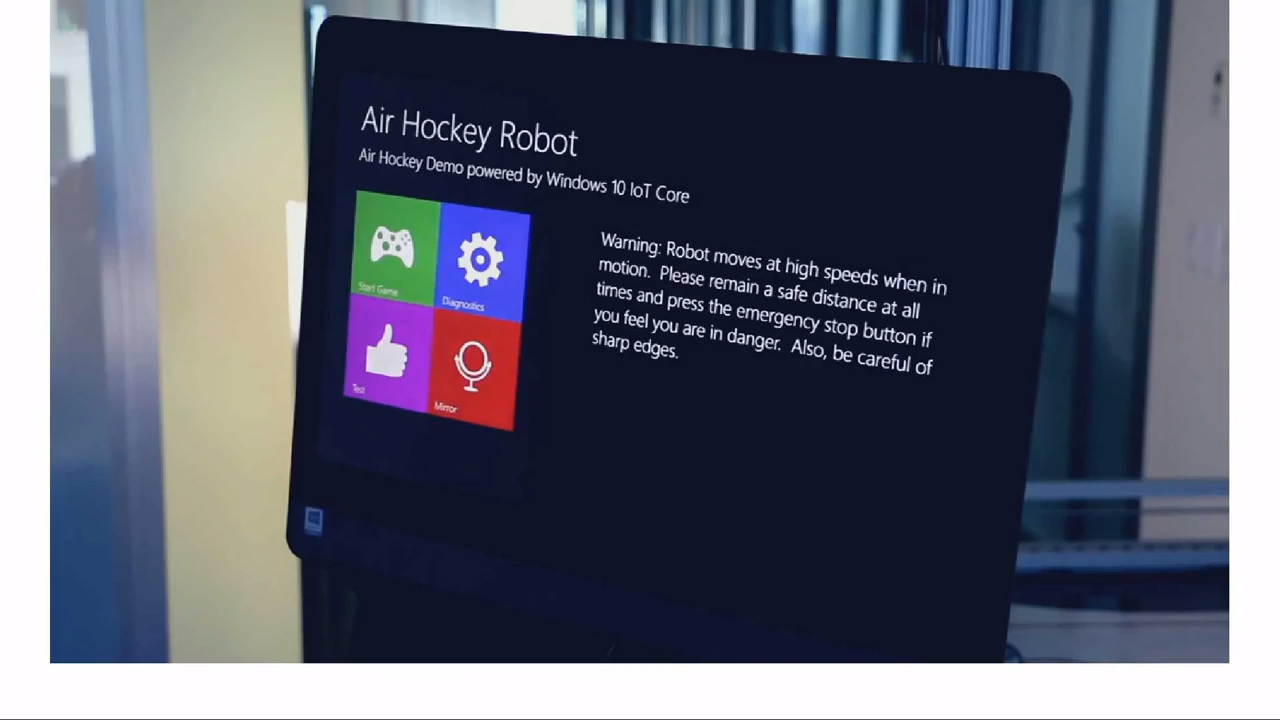 Air Hockey Robot
Air Hockey Demo powered by Windows 10 IoT Core
Start Game
Diagnostics
Test
Mirror
Warning: Robot moves at high speeds when in
motion. Please remain a safe distance at all
times and press the emergency stop button if
you feel you are in danger. Also, be careful of
sharp edges.